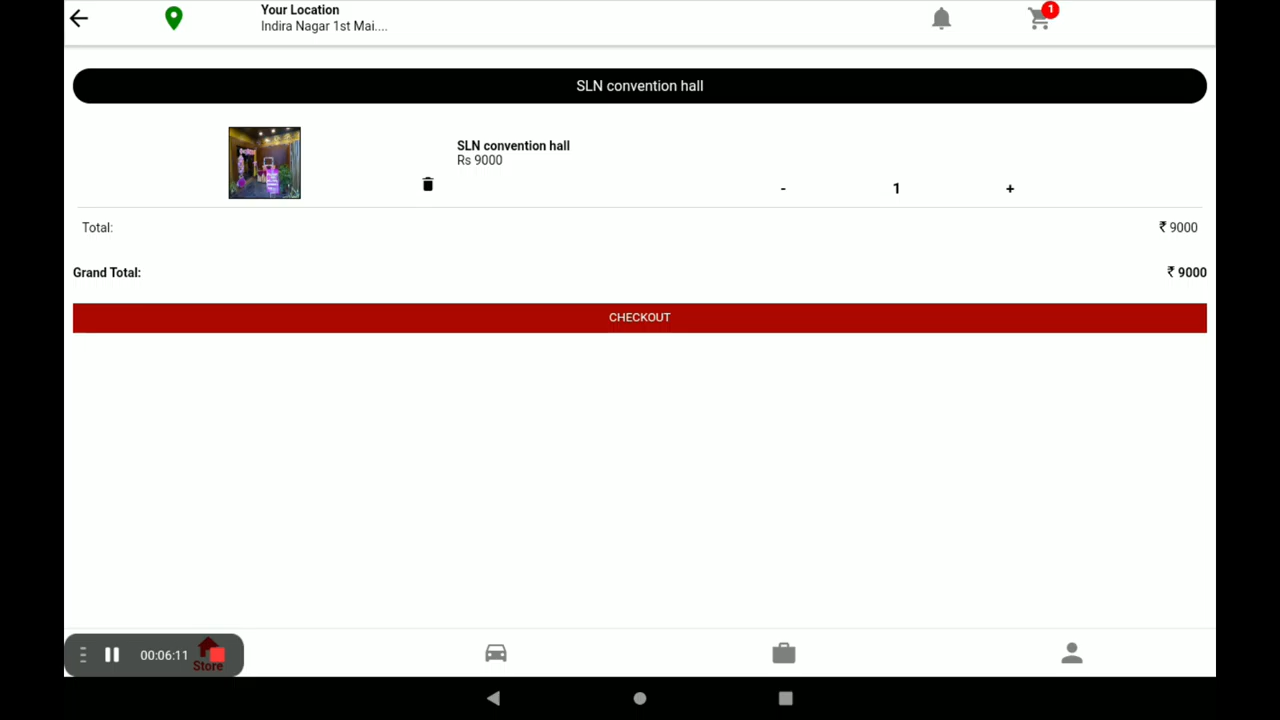 Your Location
Indira Nagar 1st Mai....
1
SLN convention hall
SLN convention hall
Rs 9000
- 1 +
Total: ₹ 9000
Grand Total: ₹ 9000
CHECKOUT
00:06:11
Store